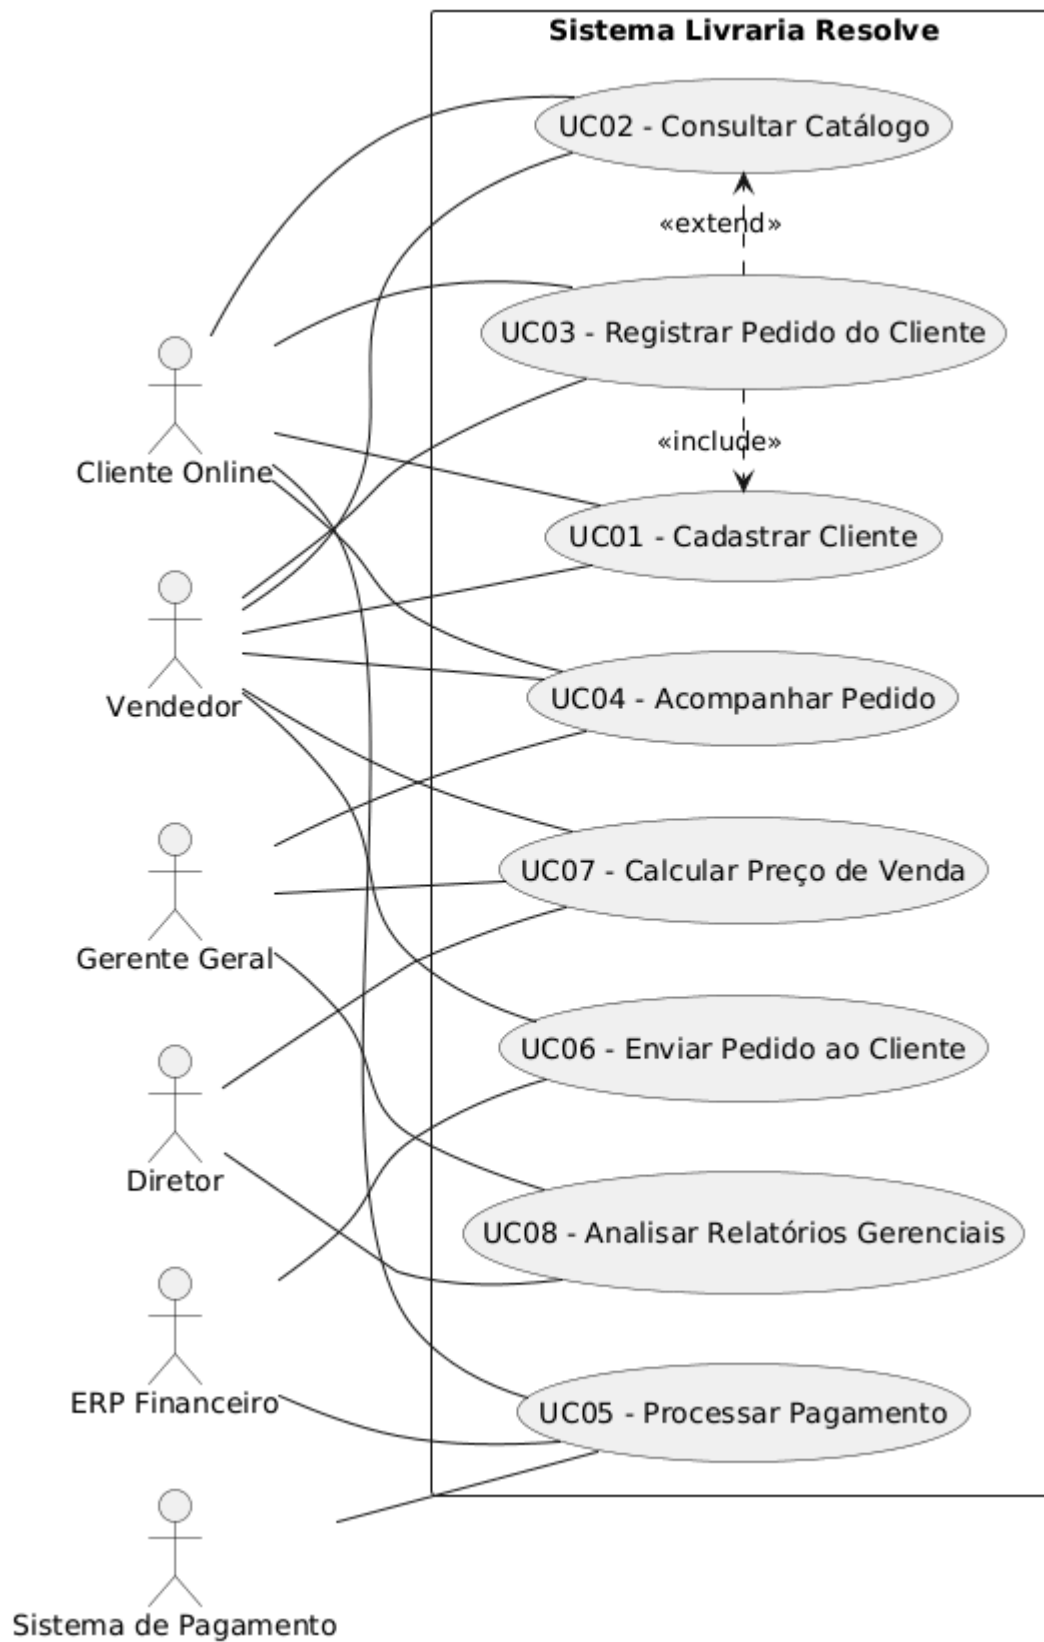 Sistema Livraria Resolve
UC02 - Consultar Catálogo
«extend»
UC03 - Registrar Pedido do Cliente
«include»
Cliente Online
UC01 - Cadastrar Cliente
UC04 - Acompanhar Pedido
Vendedor
UC07 - Calcular Preço de Venda
Gerente Geral
UC06 - Enviar Pedido ao Cliente
Diretor
UC08 - Analisar Relatórios Gerenciais
ERP Financeiro
UC05 - Processar Pagamento
Sistema de Pagamento